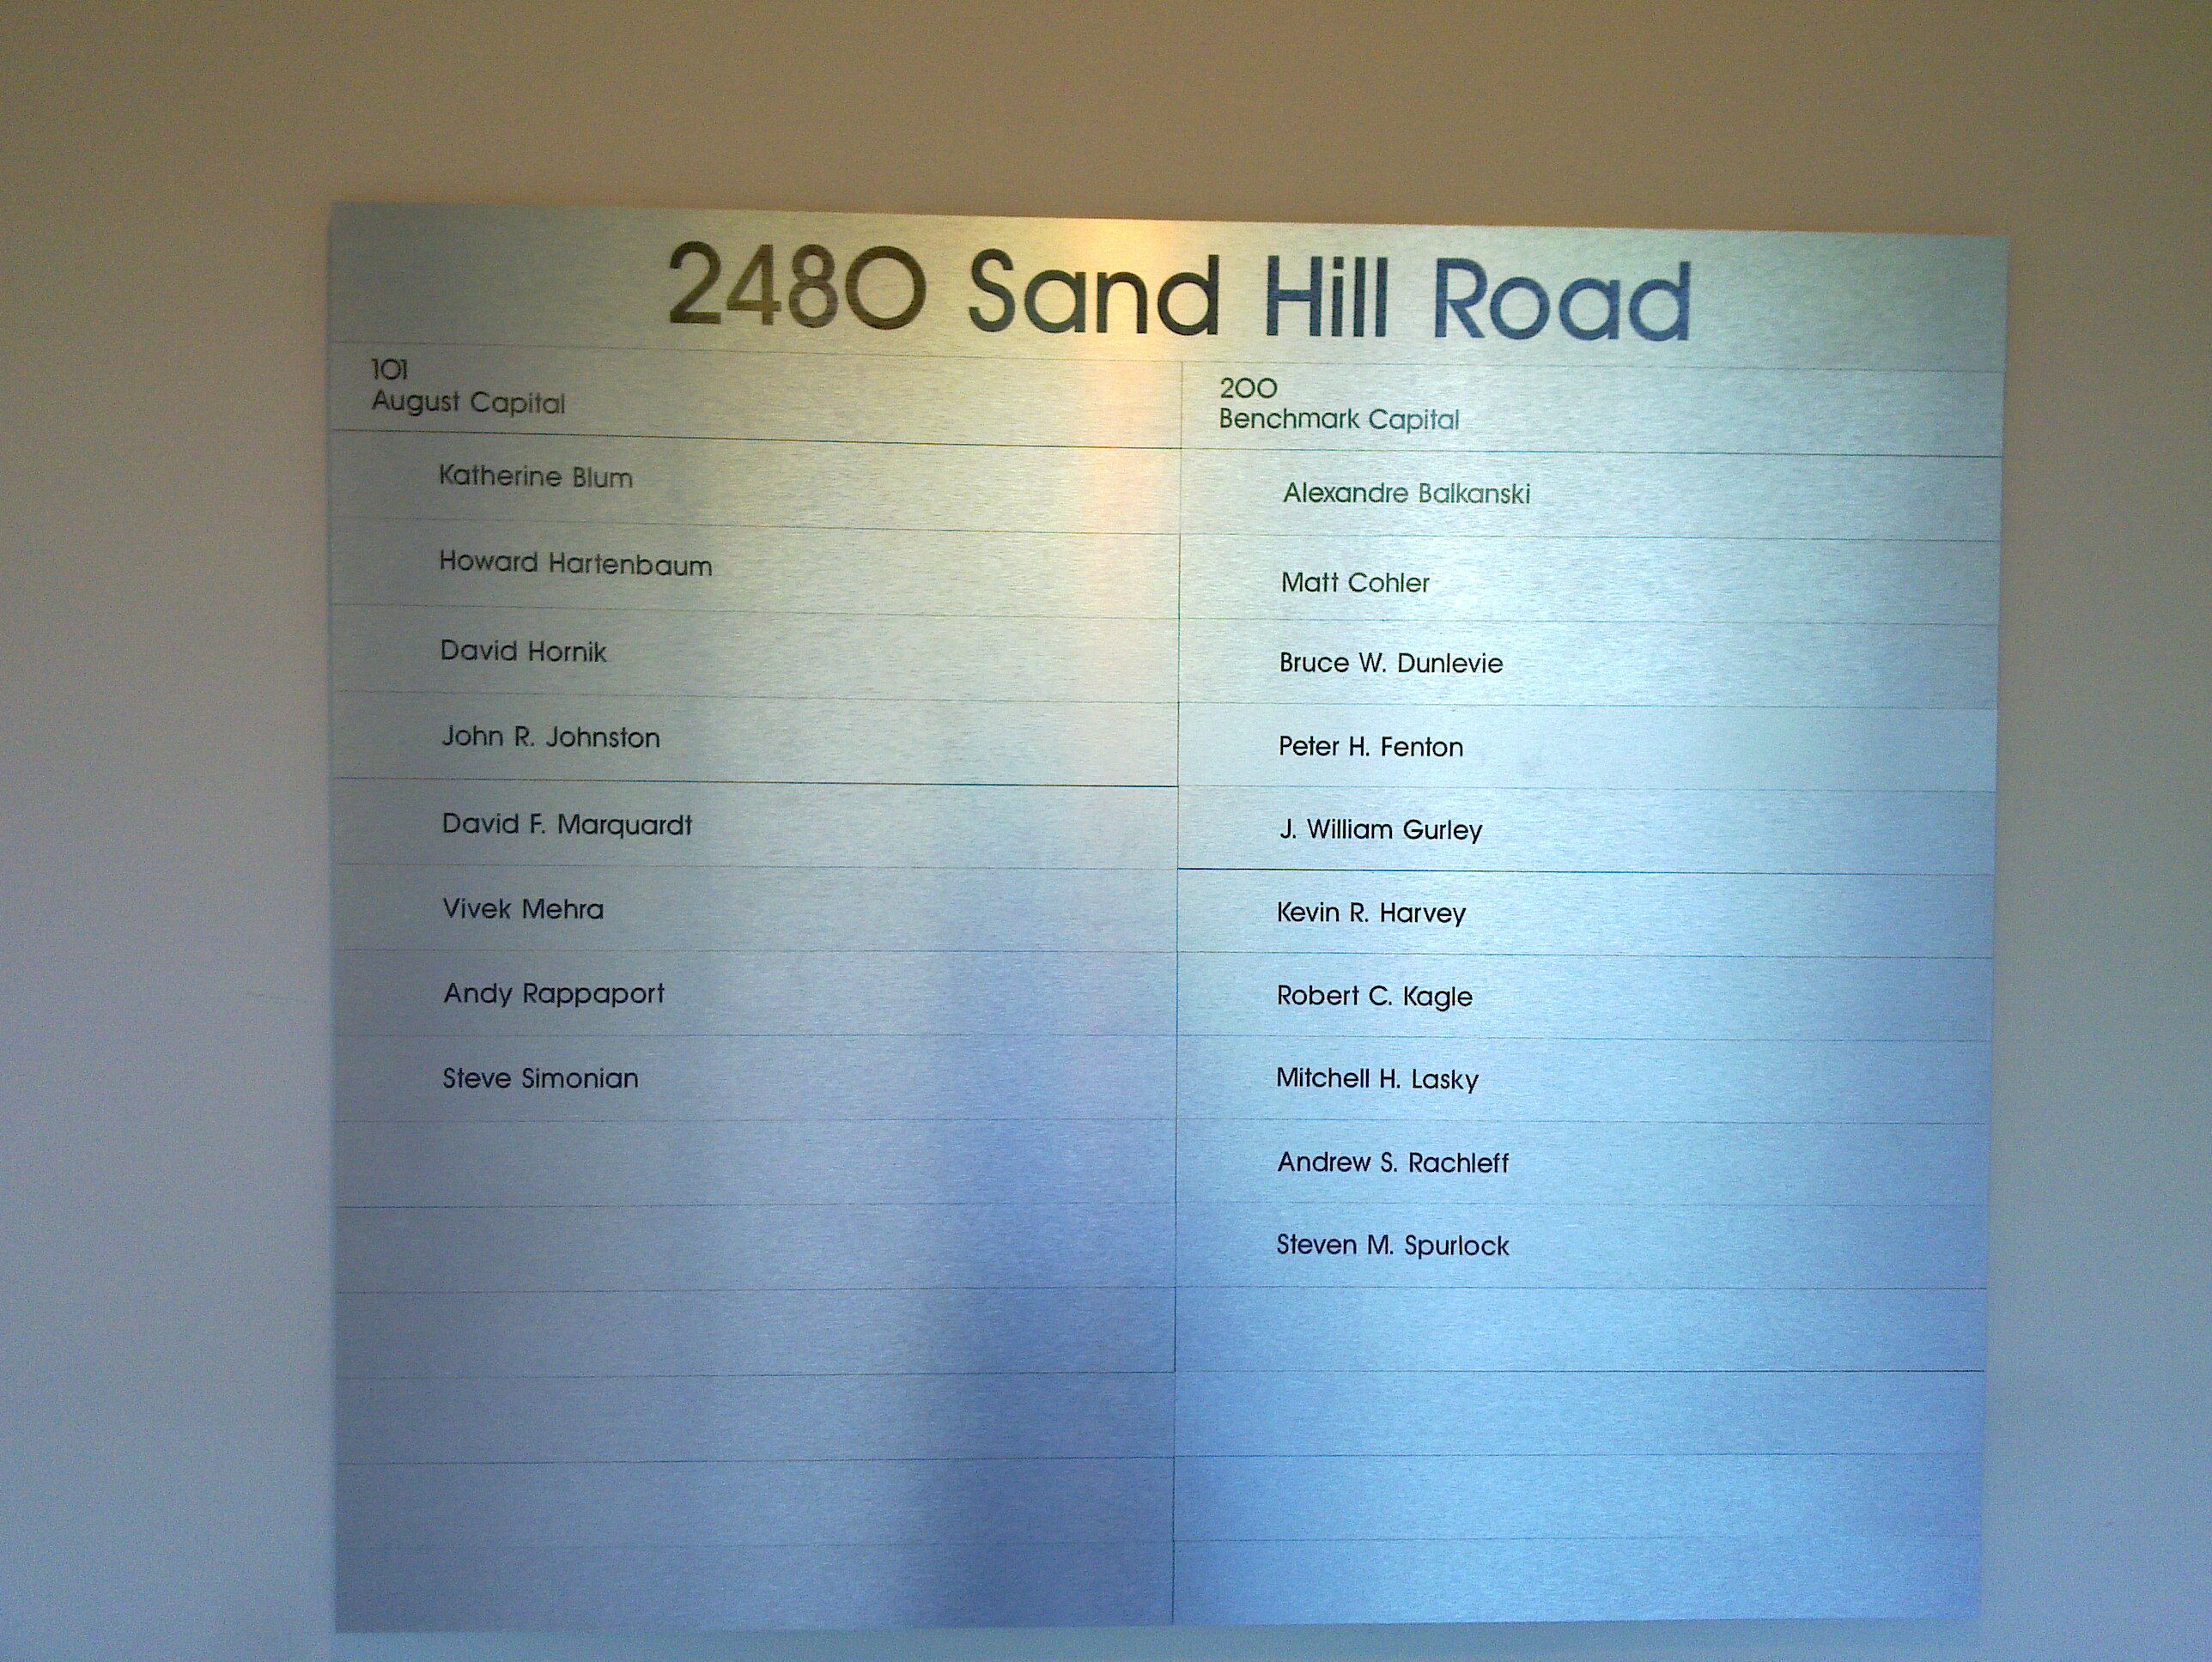 2480 Sand Hill Road
101
August Capital
Katherine Blum
Howard Hartenbaum
David Hornik
John R. Johnston
David F. Marquardt
Vivek Mehra
Andy Rappaport
Steve Simonian
200
Benchmark Capital
Alexandre Balkanski
Matt Cohler
Bruce W. Dunlevie
Peter H. Fenton
J. William Gurley
Kevin R. Harvey
Robert C. Kagle
Mitchell H. Lasky
Andrew S. Rachleff
Steven M. Spurlock